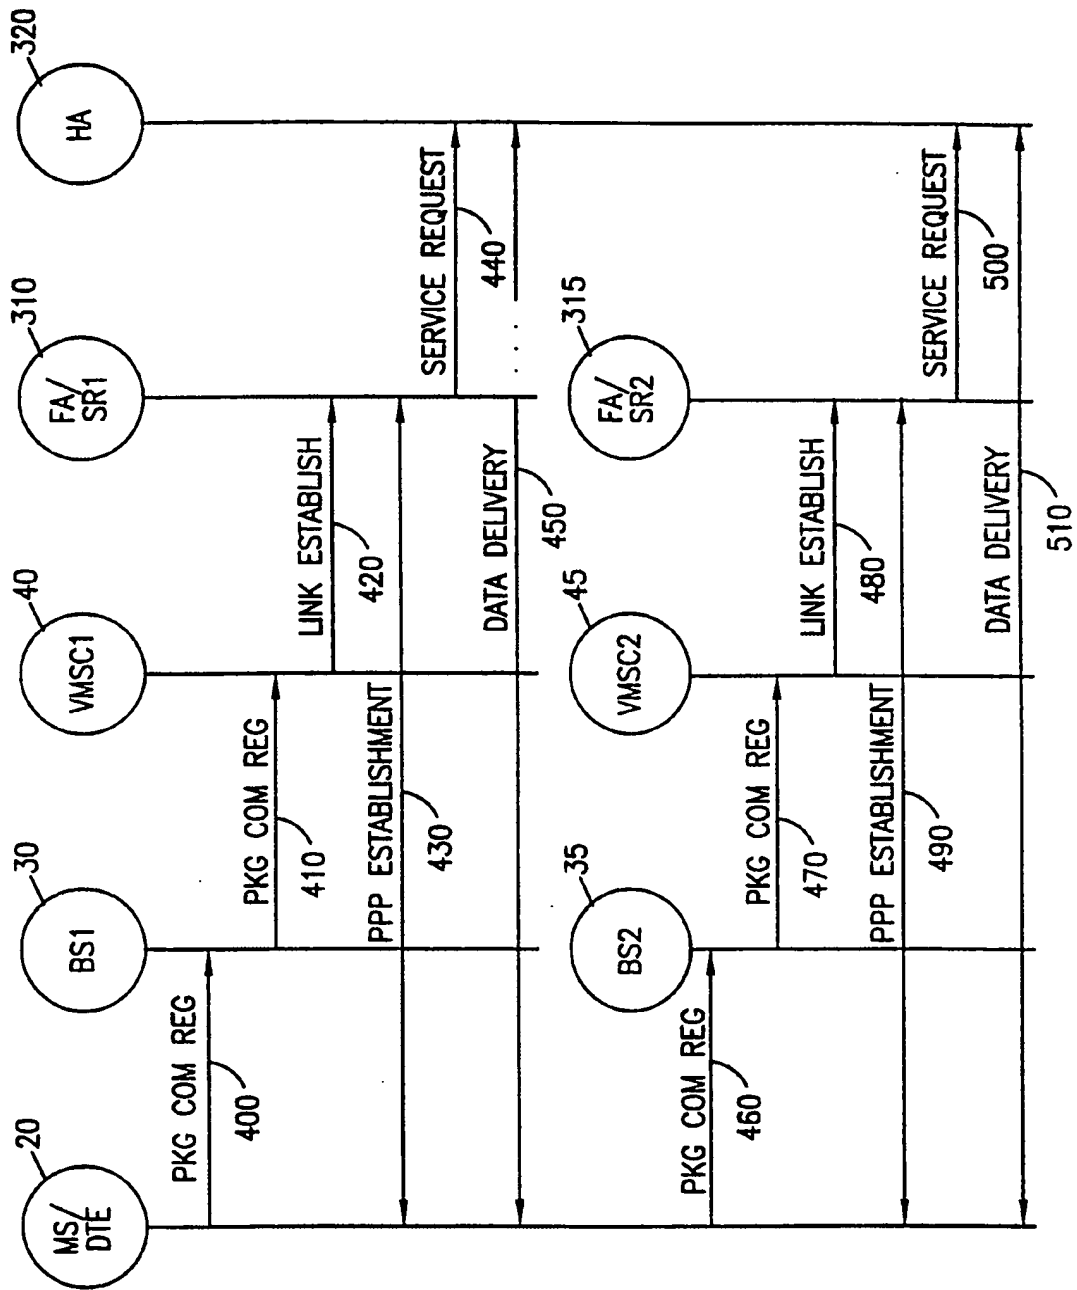 20
MS/
DTE
30
BS1
40
VMSC1
310
FA/
SR1
320
HA
PKG COM REG
400
PKG COM REG
410
LINK ESTABLISH
420
PPP ESTABLISHMENT
430
SERVICE REQUEST
440
DATA DELIVERY
450
35
BS2
45
VMSC2
315
FA/
SR2
PKG COM REG
460
PKG COM REG
470
LINK ESTABLISH
480
PPP ESTABLISHMENT
490
SERVICE REQUEST
500
DATA DELIVERY
510